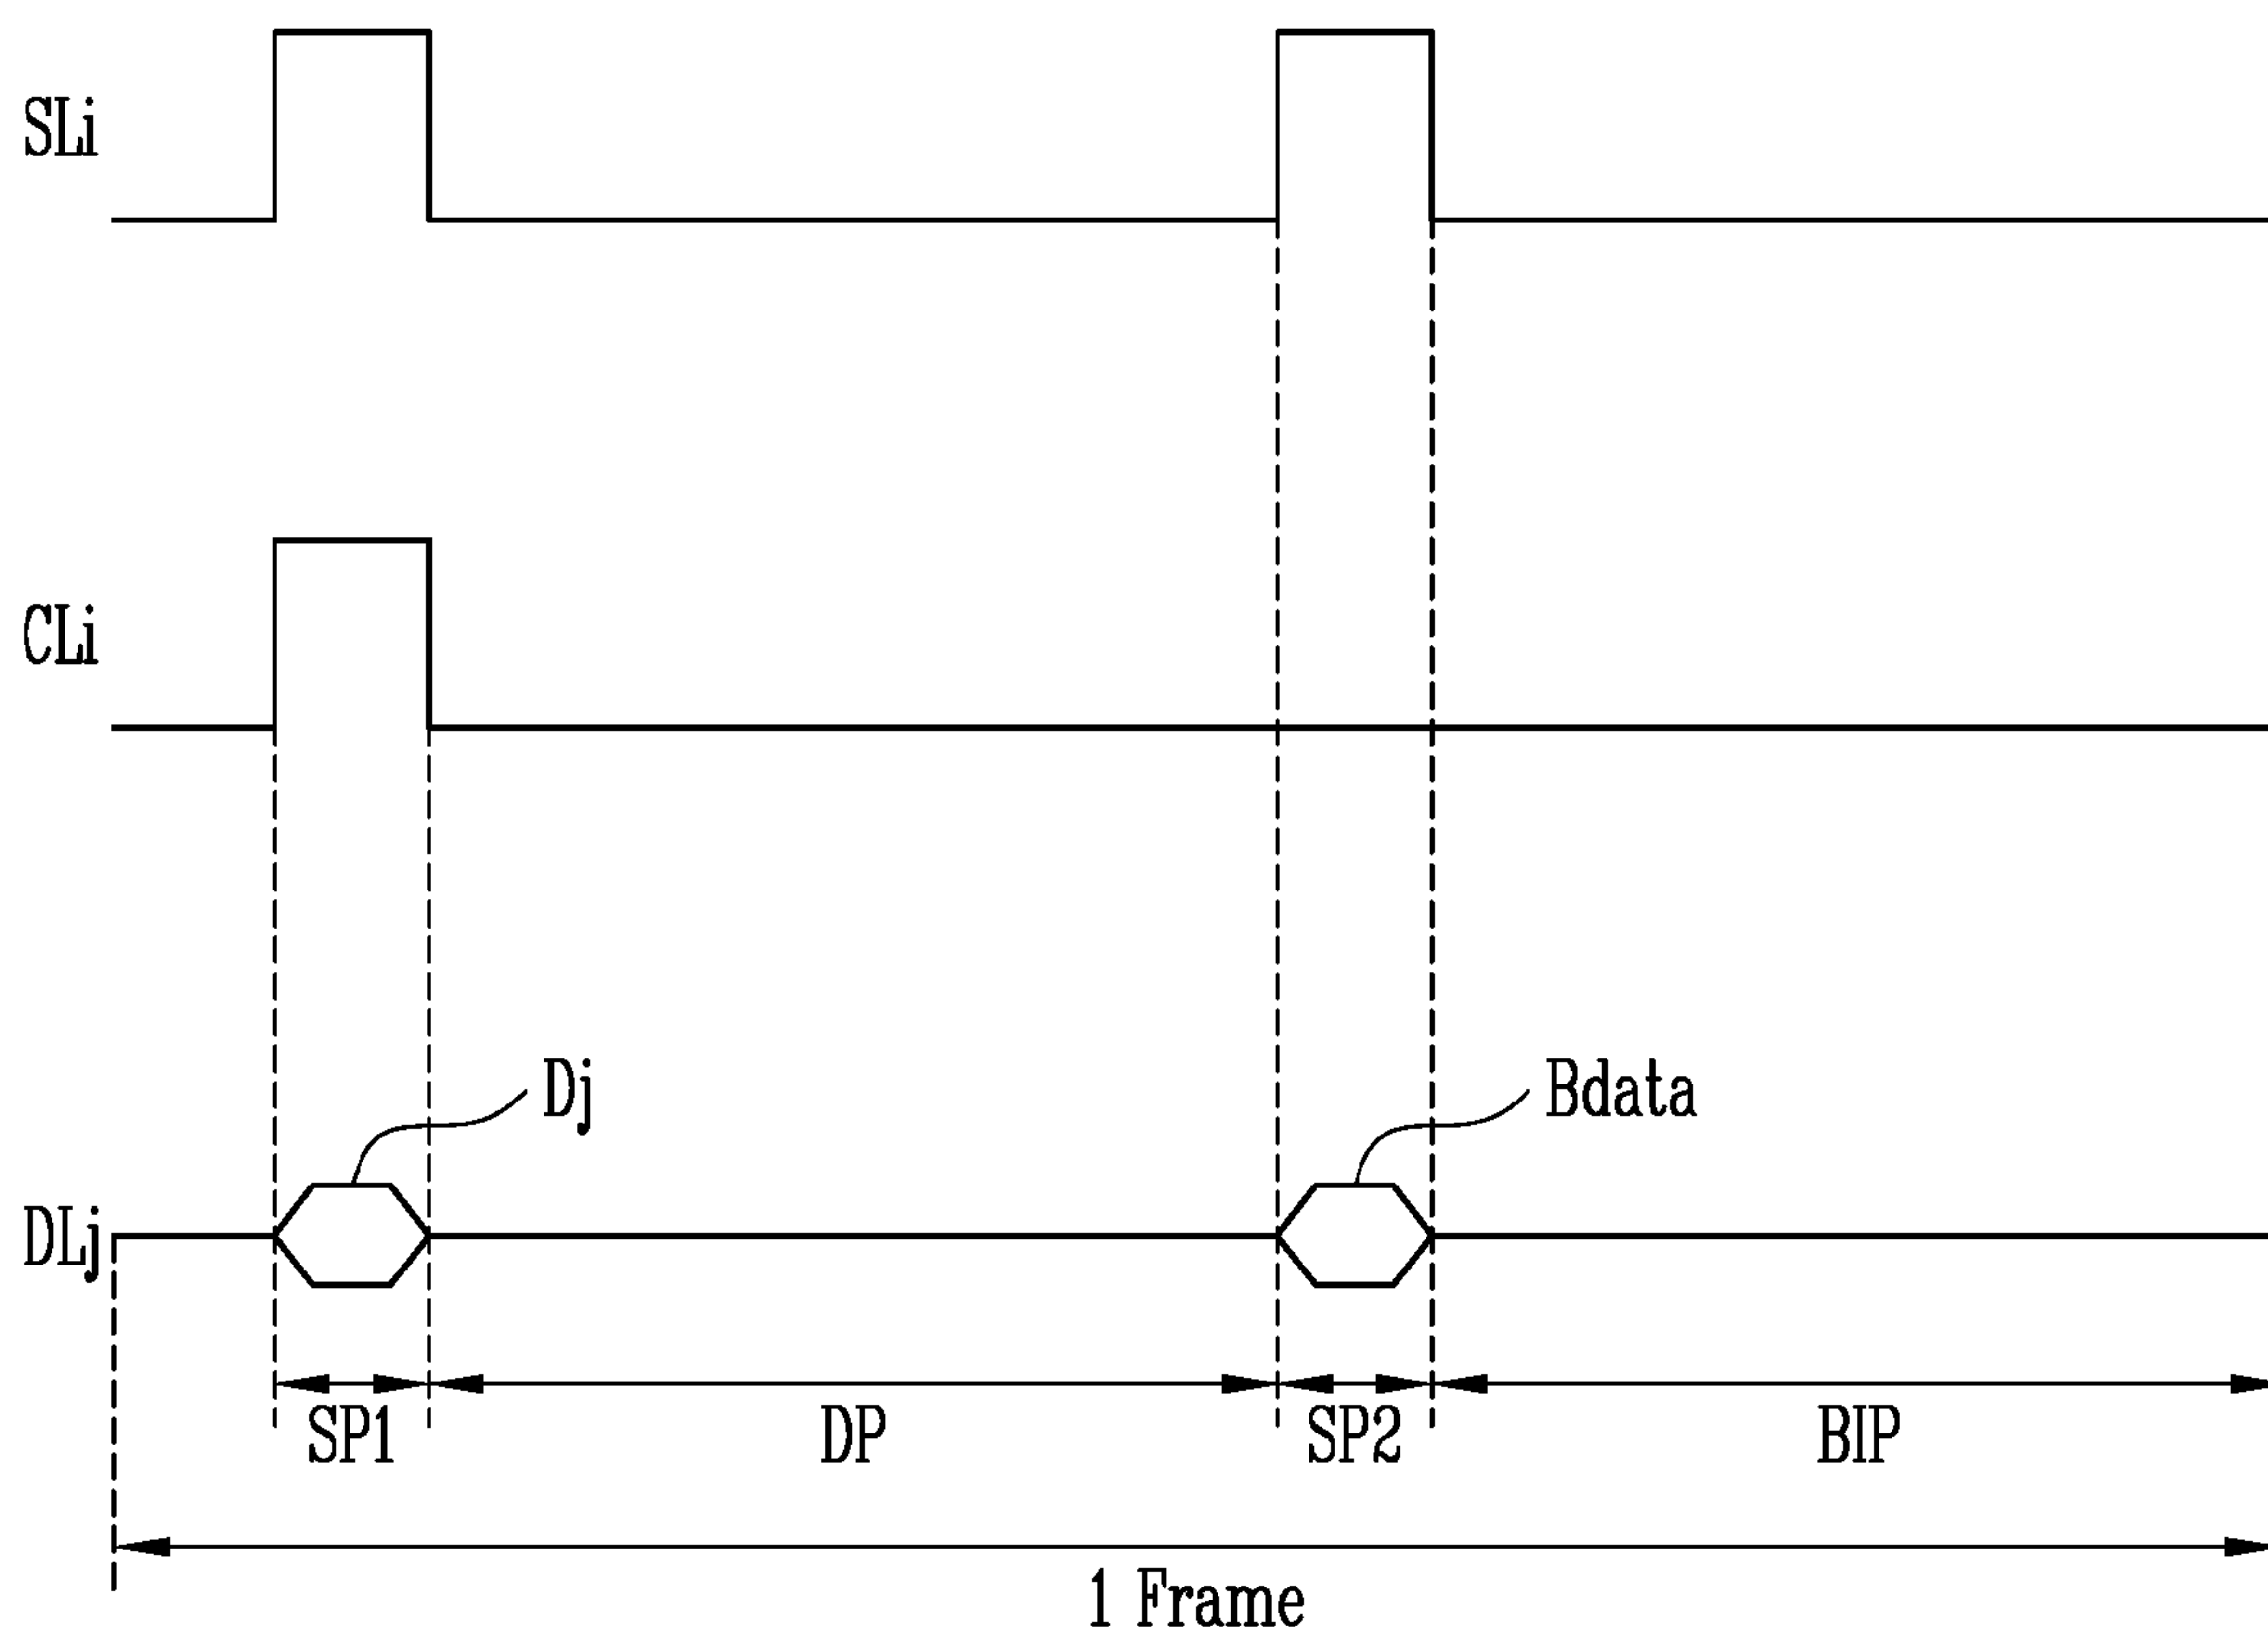 SLi
CLi
Dj
Bdata
DLj
SP1
DP
SP2
BIP
1 Frame